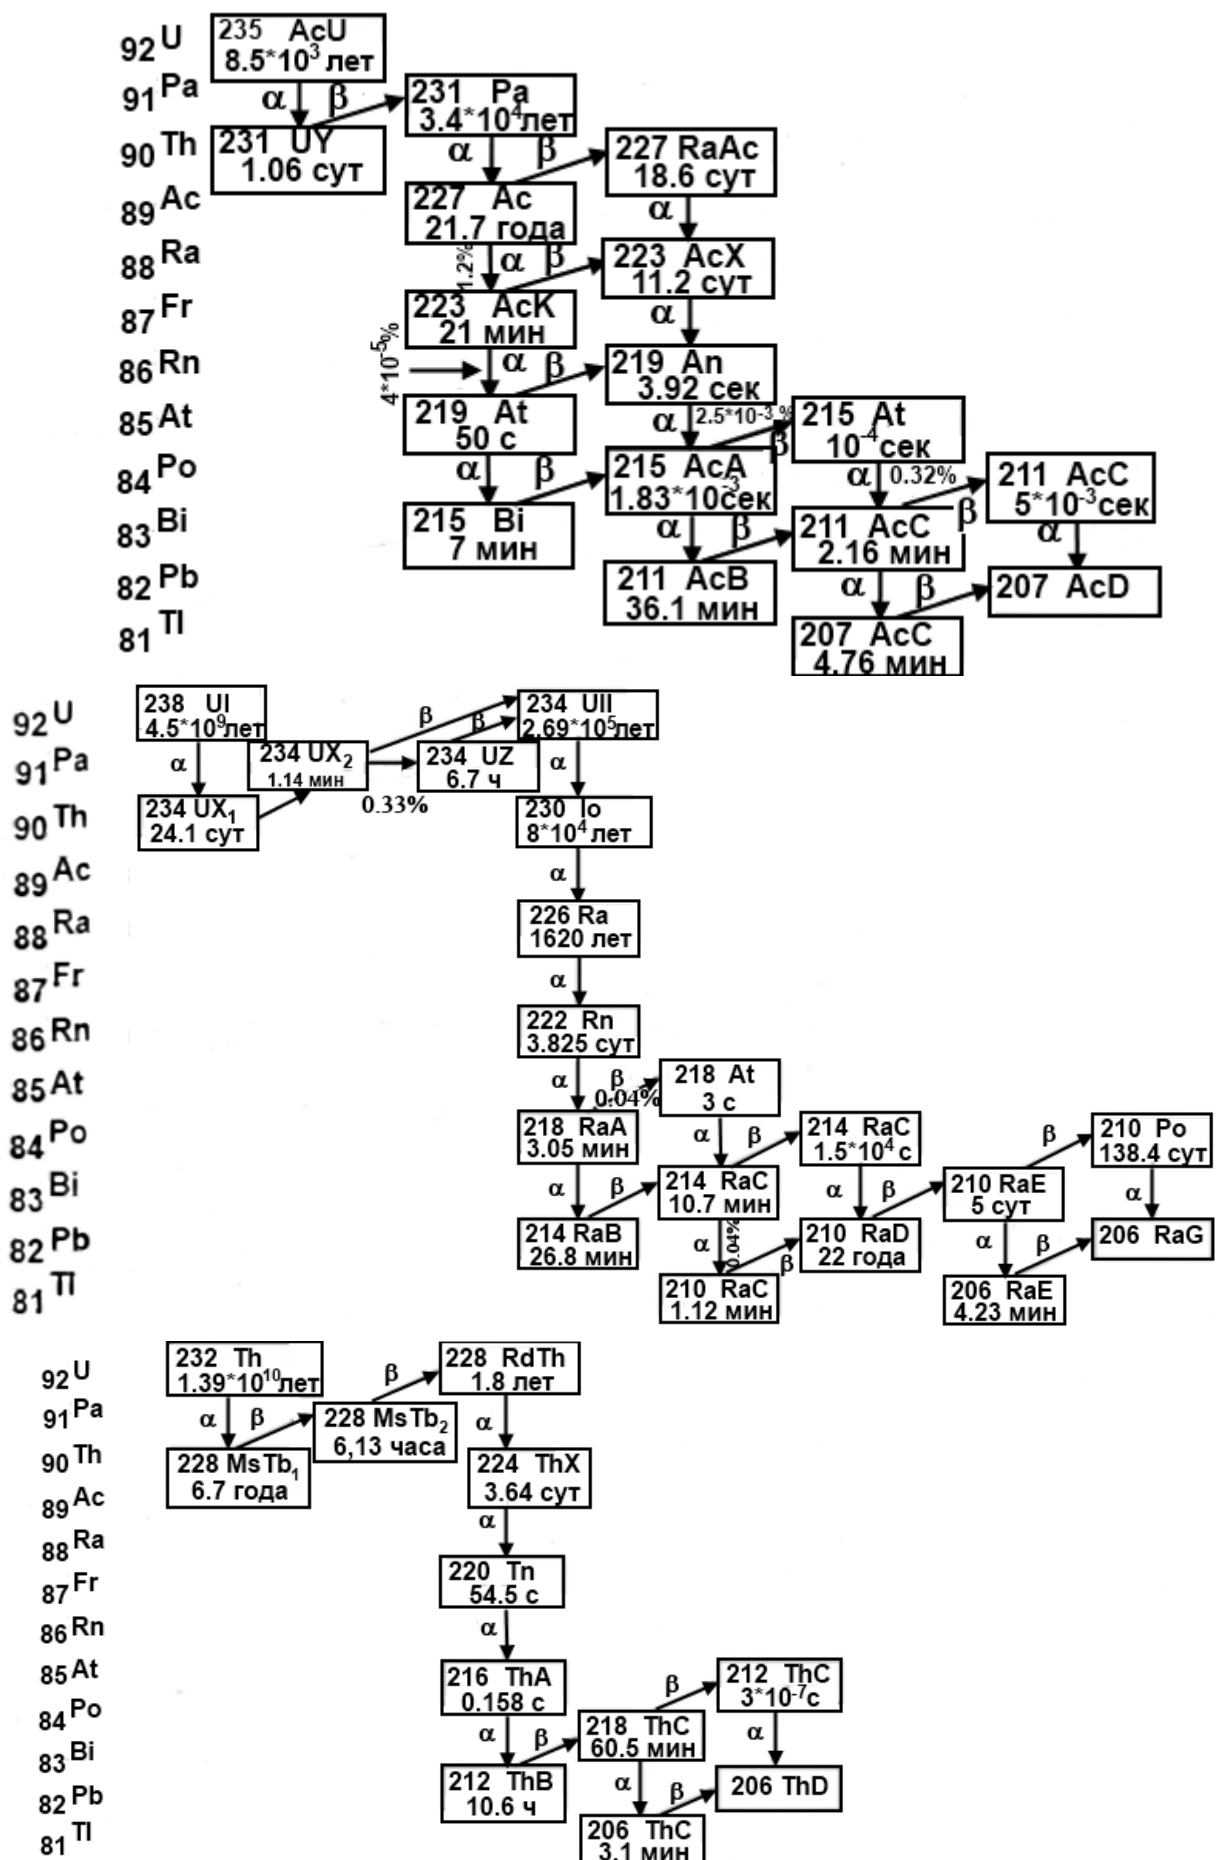 92 U
91 Pa
90 Th
89 Ac
88 Ra
87 Fr
86 Rn
85 At
84 Po
83 Bi
82 Pb
81 Tl
235 AcU
8.5*10³ лет
α
β
231 UY
1.06 сут
231 Pa
3.4*10⁴лет
α
β
227 Ac
21.7 года
1.2%
α
β
223 AcK
21 мин
4*10⁻⁵%
α
β
219 At
50 с
α
β
215 Bi
7 мин
227 RaAc
18.6 сут
α
223 AcX
11.2 сут
α
219 An
3.92 сек
α
2.5*10⁻³ %
β
215 AcA
1.83*10⁻³сек
α
β
211 AcB
36.1 мин
215 At
10⁻⁴сек
α
0.32%
β
211 AcC
2.16 мин
α
β
207 AcC
4.76 мин
211 AcC
5*10⁻³сек
α
207 AcD
92 U
91 Pa
90 Th
89 Ac
88 Ra
87 Fr
86 Rn
85 At
84 Po
83 Bi
82 Pb
81 Tl
238 UI
4.5*10⁹лет
α
234 UX₁
24.1 сут
234 UX₂
1.14 мин
β
0.33%
234 UZ
6.7 ч
β
234 UII
2.69*10⁵лет
α
230 Io
8*10⁴ лет
α
226 Ra
1620 лет
α
222 Rn
3.825 сут
α
β
0.04%
218 RaA
3.05 мин
α
β
214 RaB
26.8 мин
218 At
3 с
α
β
214 RaC
10.7 мин
α
0.04%
β
210 RaC
1.12 мин
214 RaC
1.5*10⁴ с
α
β
210 RaD
22 года
210 RaE
5 сут
β
α
β
206 RaE
4.23 мин
210 Po
138.4 сут
α
206 RaG
92 U
91 Pa
90 Th
89 Ac
88 Ra
87 Fr
86 Rn
85 At
84 Po
83 Bi
82 Pb
81 Tl
232 Th
1.39*10¹⁰лет
α
β
228 MsTb₁
6.7 года
228 MsTb₂
6,13 часа
β
228 RdTh
1.8 лет
α
224 ThX
3.64 сут
α
220 Tn
54.5 с
α
216 ThA
0.158 с
α
β
212 ThB
10.6 ч
218 ThC
60.5 мин
β
α
β
206 ThC
3.1 мин
212 ThC
3*10⁻⁷с
α
206 ThD